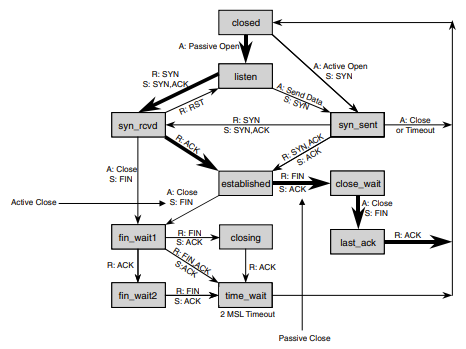 closed
A: Passive Open
A: Active Open
S: SYN
listen
R: SYN
S: SYN,ACK
R: RST
A: Send Data
S: SYN
syn_rcvd
R: SYN
S: SYN,ACK
syn_sent
A: Close
or Timeout
R: ACK
R: SYN ACK
S: ACK
A: Close
S: FIN
established
R: FIN
S: ACK
close_wait
Active Close
A: Close
S: FIN
A: Close
S: FIN
fin_wait1
R: FIN
S: ACK
closing
last_ack
R: ACK
R: ACK
R: FIN ACK
S:ACK
R: ACK
fin_wait2
R: FIN
S: ACK
time_wait
2 MSL Timeout
Passive Close